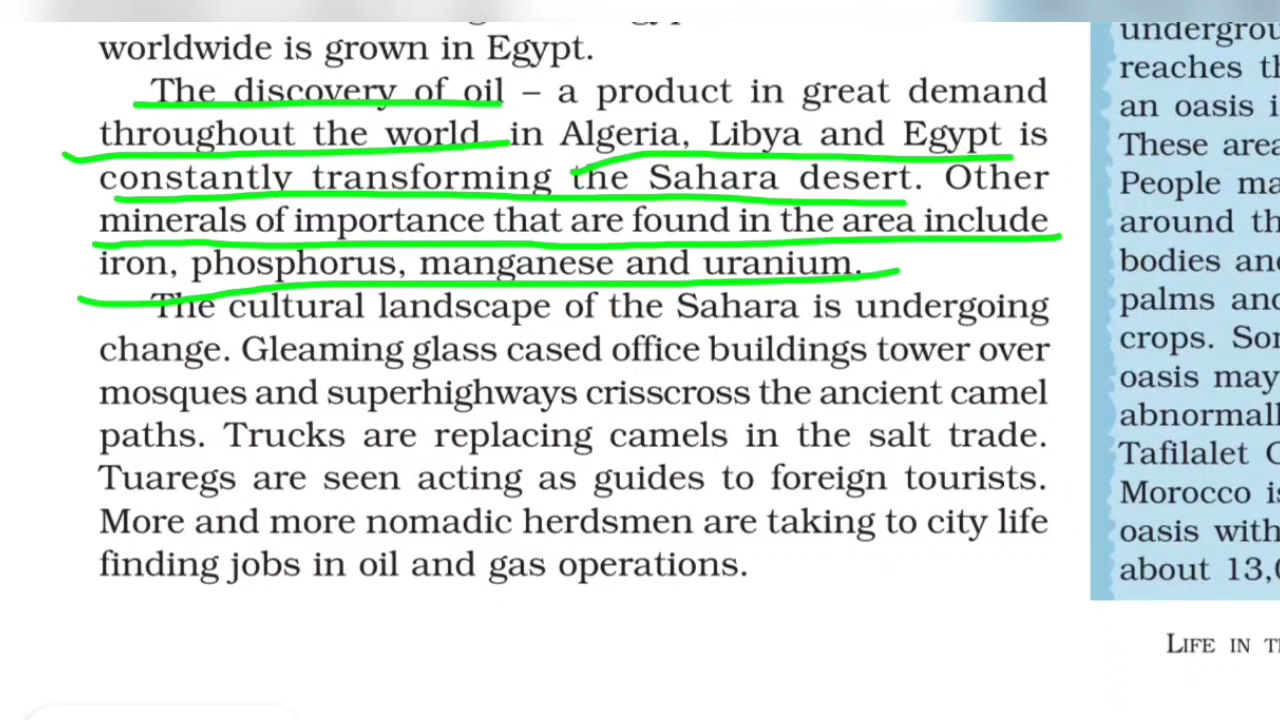 worldwide is grown in Egypt.
The discovery of oil – a product in great demand
throughout the world in Algeria, Libya and Egypt is
constantly transforming the Sahara desert. Other
minerals of importance that are found in the area include
iron, phosphorus, manganese and uranium.
The cultural landscape of the Sahara is undergoing
change. Gleaming glass cased office buildings tower over
mosques and superhighways crisscross the ancient camel
paths. Trucks are replacing camels in the salt trade.
Tuaregs are seen acting as guides to foreign tourists.
More and more nomadic herdsmen are taking to city life
finding jobs in oil and gas operations.
reaches
an oasis
These
People
around
bodies
palms
crops.
oasis may
Tafilalet
Morocco
oasis with
about
LIFE IN